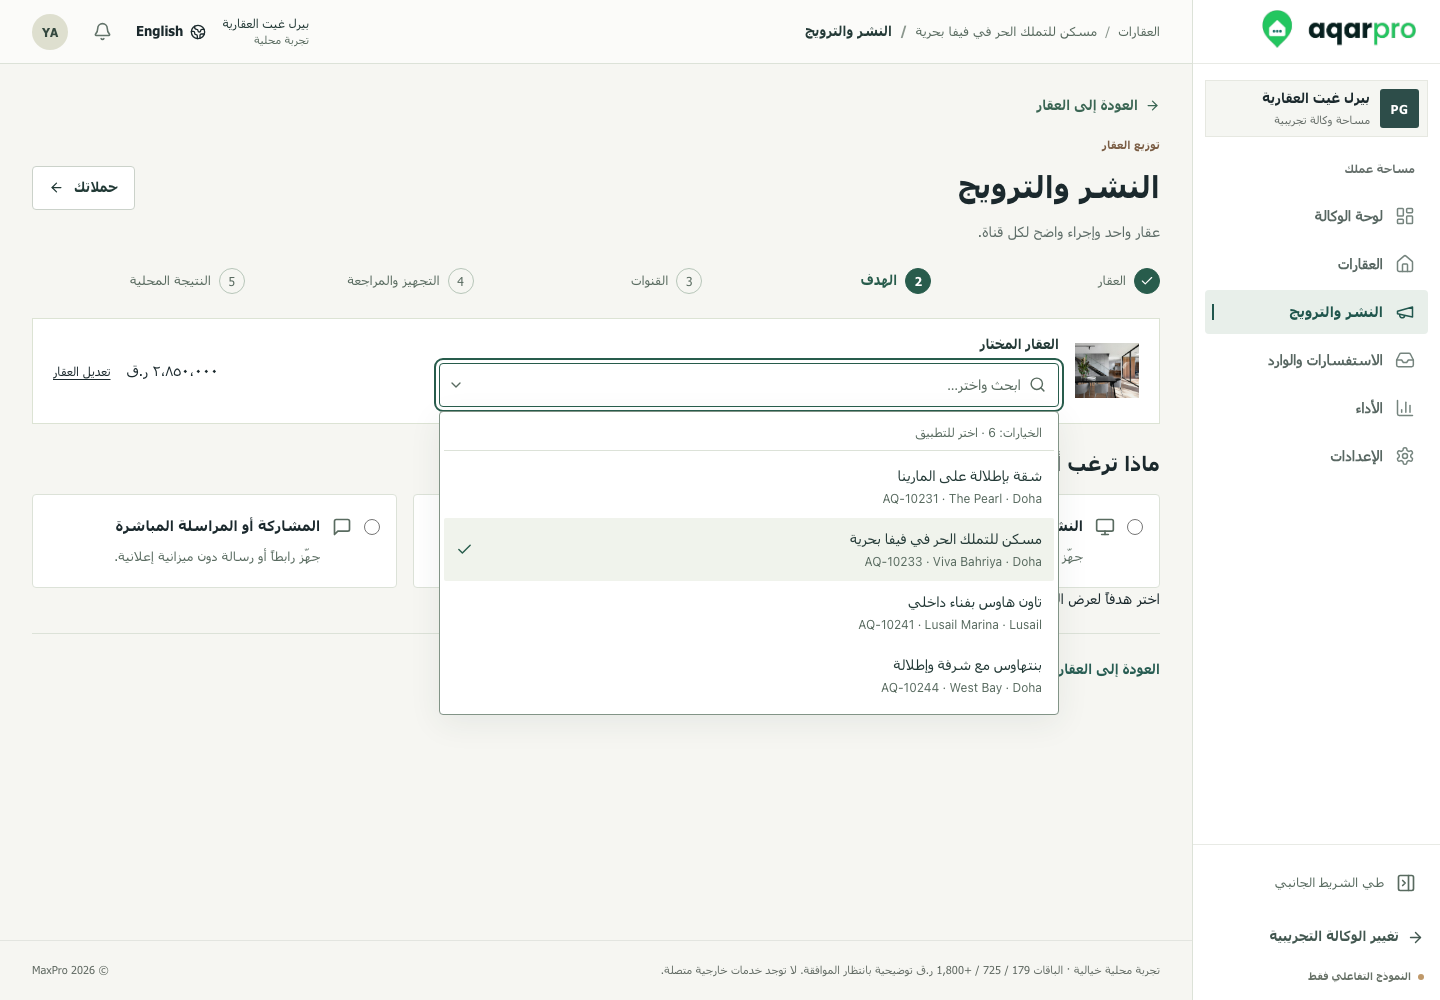 aqarpro
PG
بيرل غيت العقارية
مساحة وكالة تجريبية
مساحة عملك
لوحة الوكالة
العقارات
النشر والترويج
الاستفسارات والوارد
الأداء
الإعدادات
طي الشريط الجانبي
تغيير الوكالة التجريبية
النموذج التفاعلي فقط
العقارات / مسكن للتملك الحر في فيفا بحرية / النشر والترويج
بيرل غيت العقارية
تجربة محلية
English
YA
العودة إلى العقار
توزيع العقار
النشر والترويج
حملاتك
عقار واحد وإجراء واضح لكل قناة.
العقار
2 الهدف
3 القنوات
4 التجهيز والمراجعة
5 النتيجة المحلية
العقار المختار
ابحث واختر...
٢،٨٥٠،٠٠٠ ر.ق
تعديل العقار
الخيارات: 6 · اختر للتطبيق
شقة بإطلالة على المارينا
AQ-10231 · The Pearl · Doha
مسكن للتملك الحر في فيفا بحرية
AQ-10233 · Viva Bahriya · Doha
تاون هاوس بفناء داخلي
AQ-10241 · Lusail Marina · Lusail
بنتهاوس مع شرفة وإطلالة
AQ-10244 · West Bay · Doha
ماذا ترغب
جهّز
المشاركة أو المراسلة المباشرة
جهّز رابطاً أو رسالة دون ميزانية إعلانية.
اختر هدفاً لعرض
العودة إلى العقار
تجربة محلية خيالية · الباقات 179 / 725 / +1,800 ر.ق توضيحية بانتظار الموافقة. لا توجد خدمات خارجية متصلة.
MaxPro 2026 ©